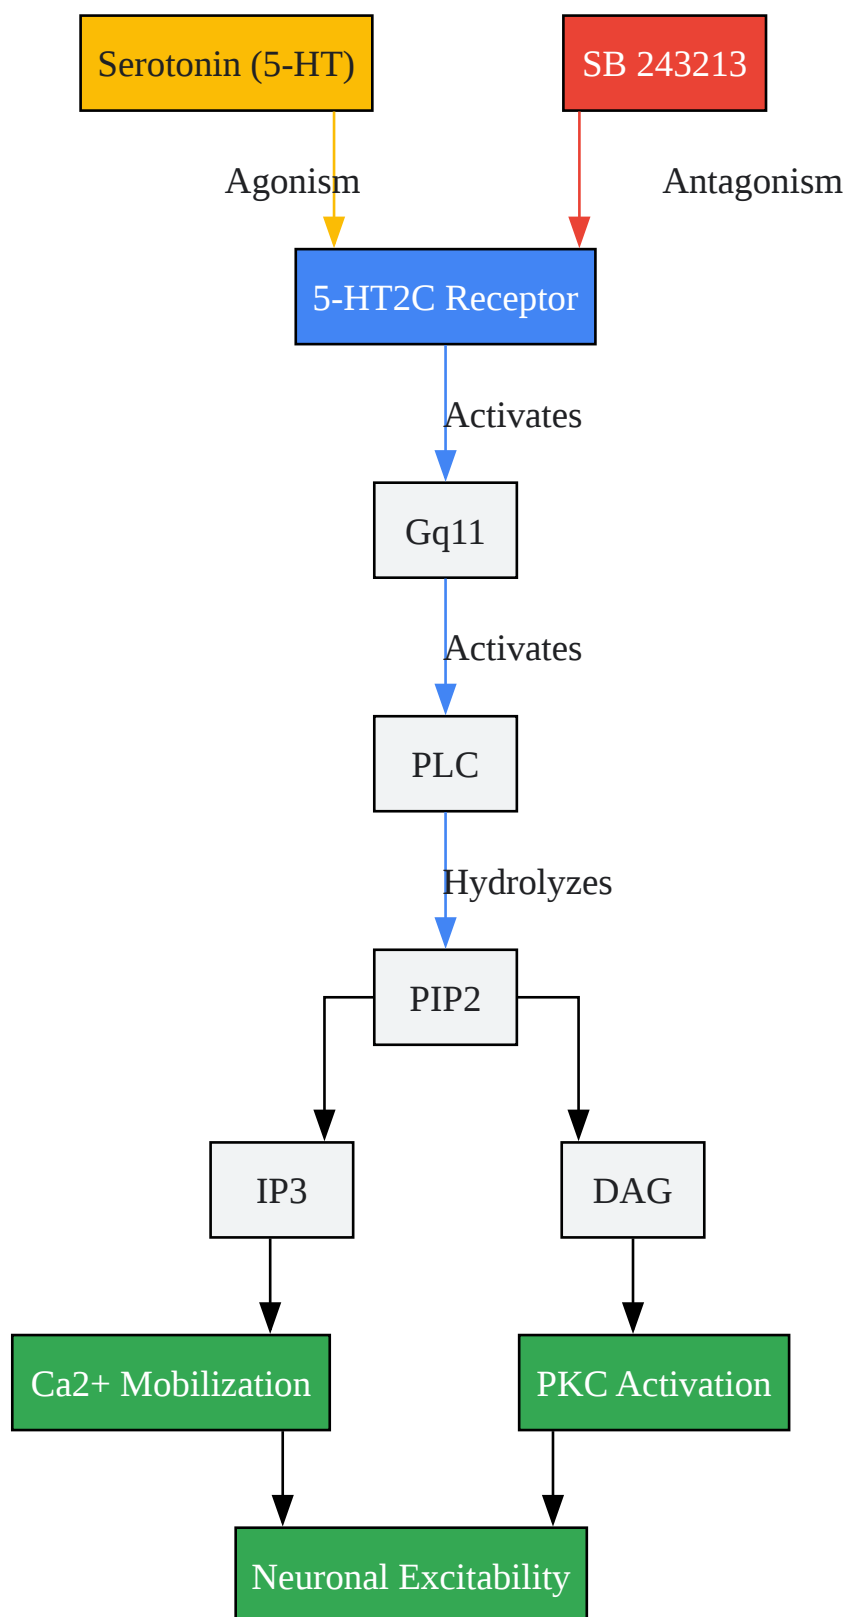 Serotonin (5-HT)
SB 243213
Agonism
Antagonism
5-HT2C Receptor
Activates
Gq11
Activates
PLC
Hydrolyzes
PIP2
IP3
DAG
Ca2+ Mobilization
PKC Activation
Neuronal Excitability